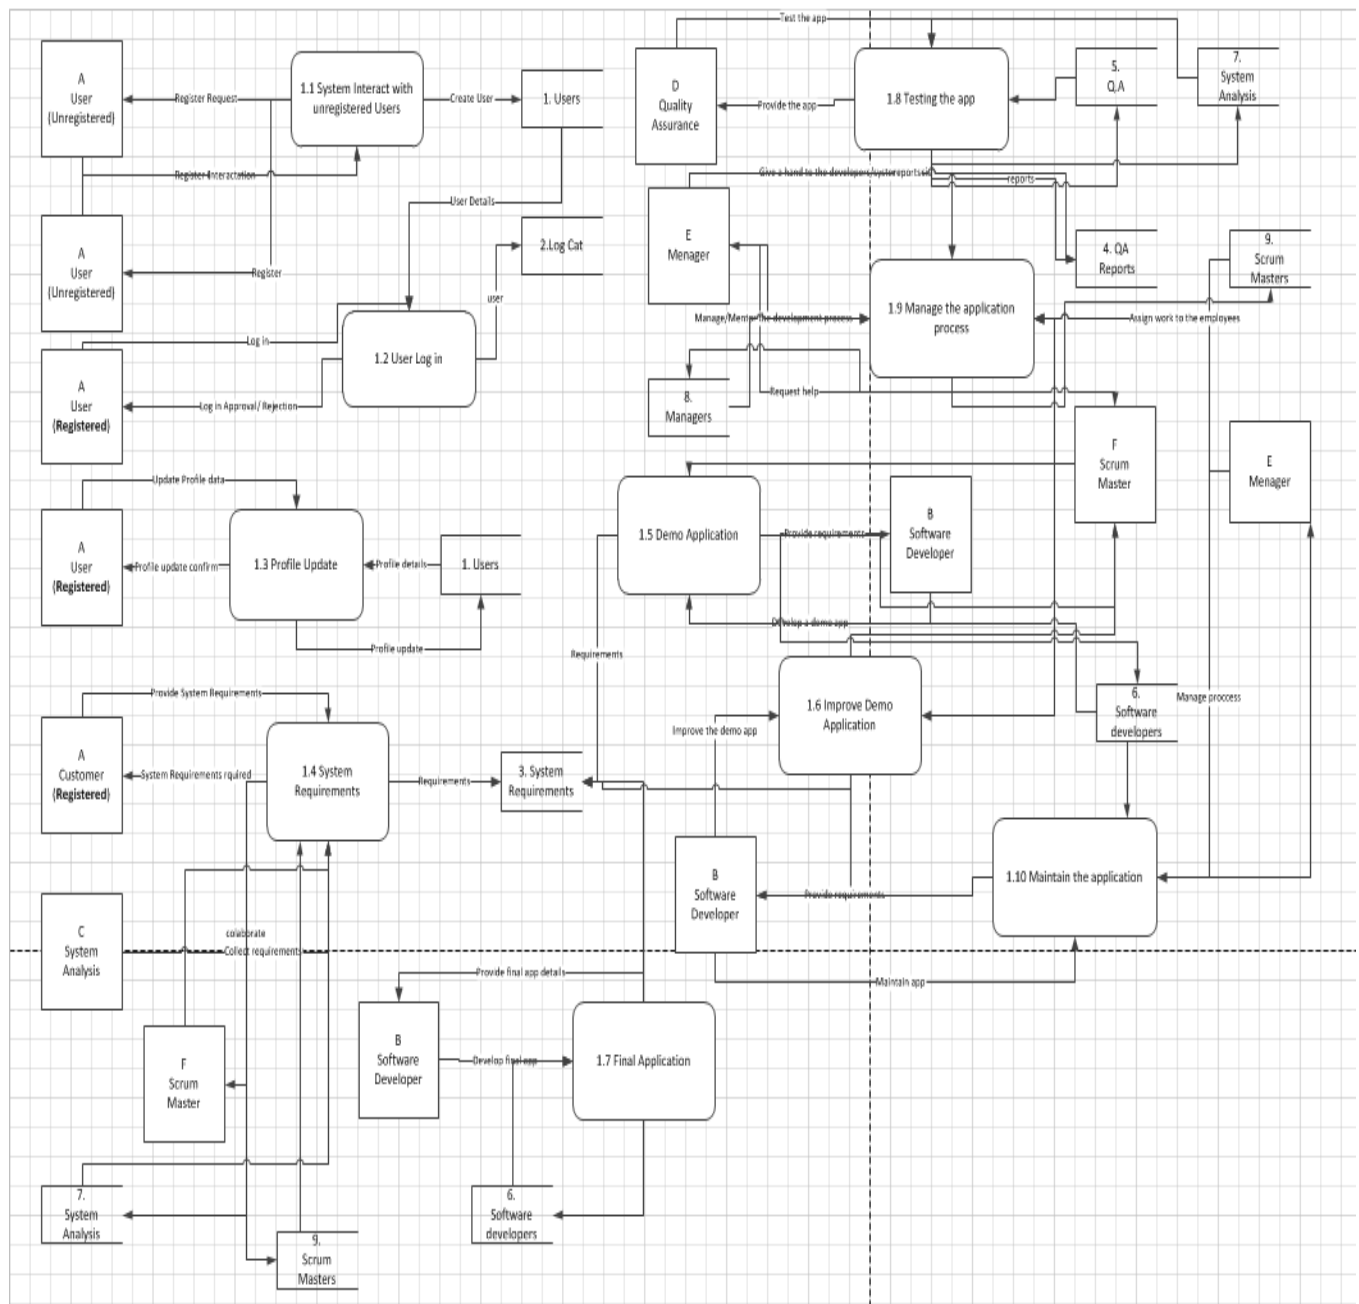 Test the app
A
User
(Unregistered)
1.1 System Interact with
unregistered Users
Register Request
Create User
1. Users
D
Quality
Assurance
Provide the app
1.8 Testing the app
5.
Q.A
7.
System
Analysis
Register Interactation
Give a hand to the developers/
reports
User Details
A
User
(Unregistered)
Register
2.Log Cat
user
E
Menager
4. QA
Reports
9.
Scrum
Masters
1.9 Manage the application
process
Manage/Mentor the development process
Assign work to the employees
Log in
1.2 User Log in
A
User
(Registered)
Log in Approval/ Rejection
8.
Managers
Request help
F
Scrum
Master
E
Menager
Update Profile data
A
User
(Registered)
Profile update confirm
1.3 Profile Update
Profile details
1. Users
Profile update
1.5 Demo Application
Provide requirements
B
Software
Developer
Develop a demo app
Requirements
Provide System Requirements
A
Customer
(Registered)
System Requirements rquired
1.4 System
Requirements
Requirements
3. System
Requirements
Improve the demo app
1.6 Improve Demo
Application
6.
Software
developers
Manage proccess
B
Software
Developer
Provide requirements
1.10 Maintain the application
C
System
Analysis
colaborate
Collect requirements
Provide final app details
Maintain app
F
Scrum
Master
B
Software
Developer
Develop final app
1.7 Final Application
7.
System
Analysis
9.
Scrum
Masters
6.
Software
developers